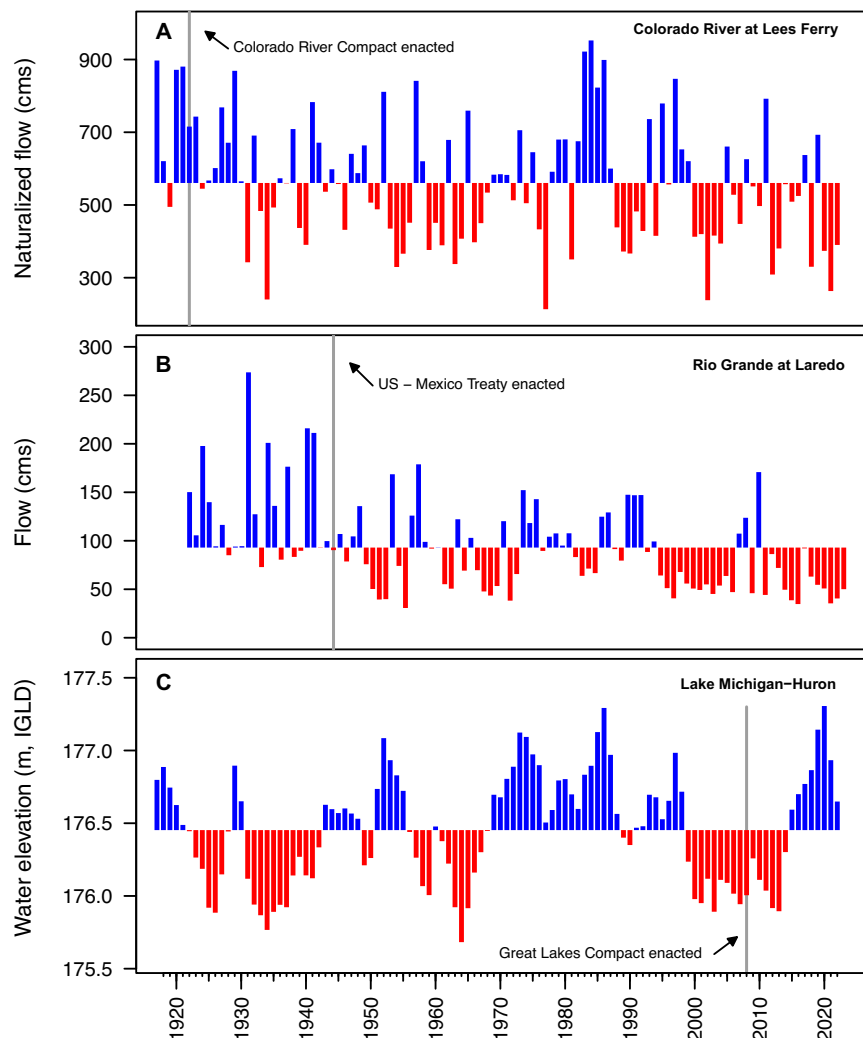 A
Colorado River at Lees Ferry
Colorado River Compact enacted
Naturalized flow (cms)
900
700
500
300
B
Rio Grande at Laredo
US − Mexico Treaty enacted
Flow (cms)
300
250
200
150
100
50
0
C
Lake Michigan−Huron
Great Lakes Compact enacted
Water elevation (m, IGLD)
177.5
177.0
176.5
176.0
175.5
1920
1930
1940
1950
1960
1970
1980
1990
2000
2010
2020